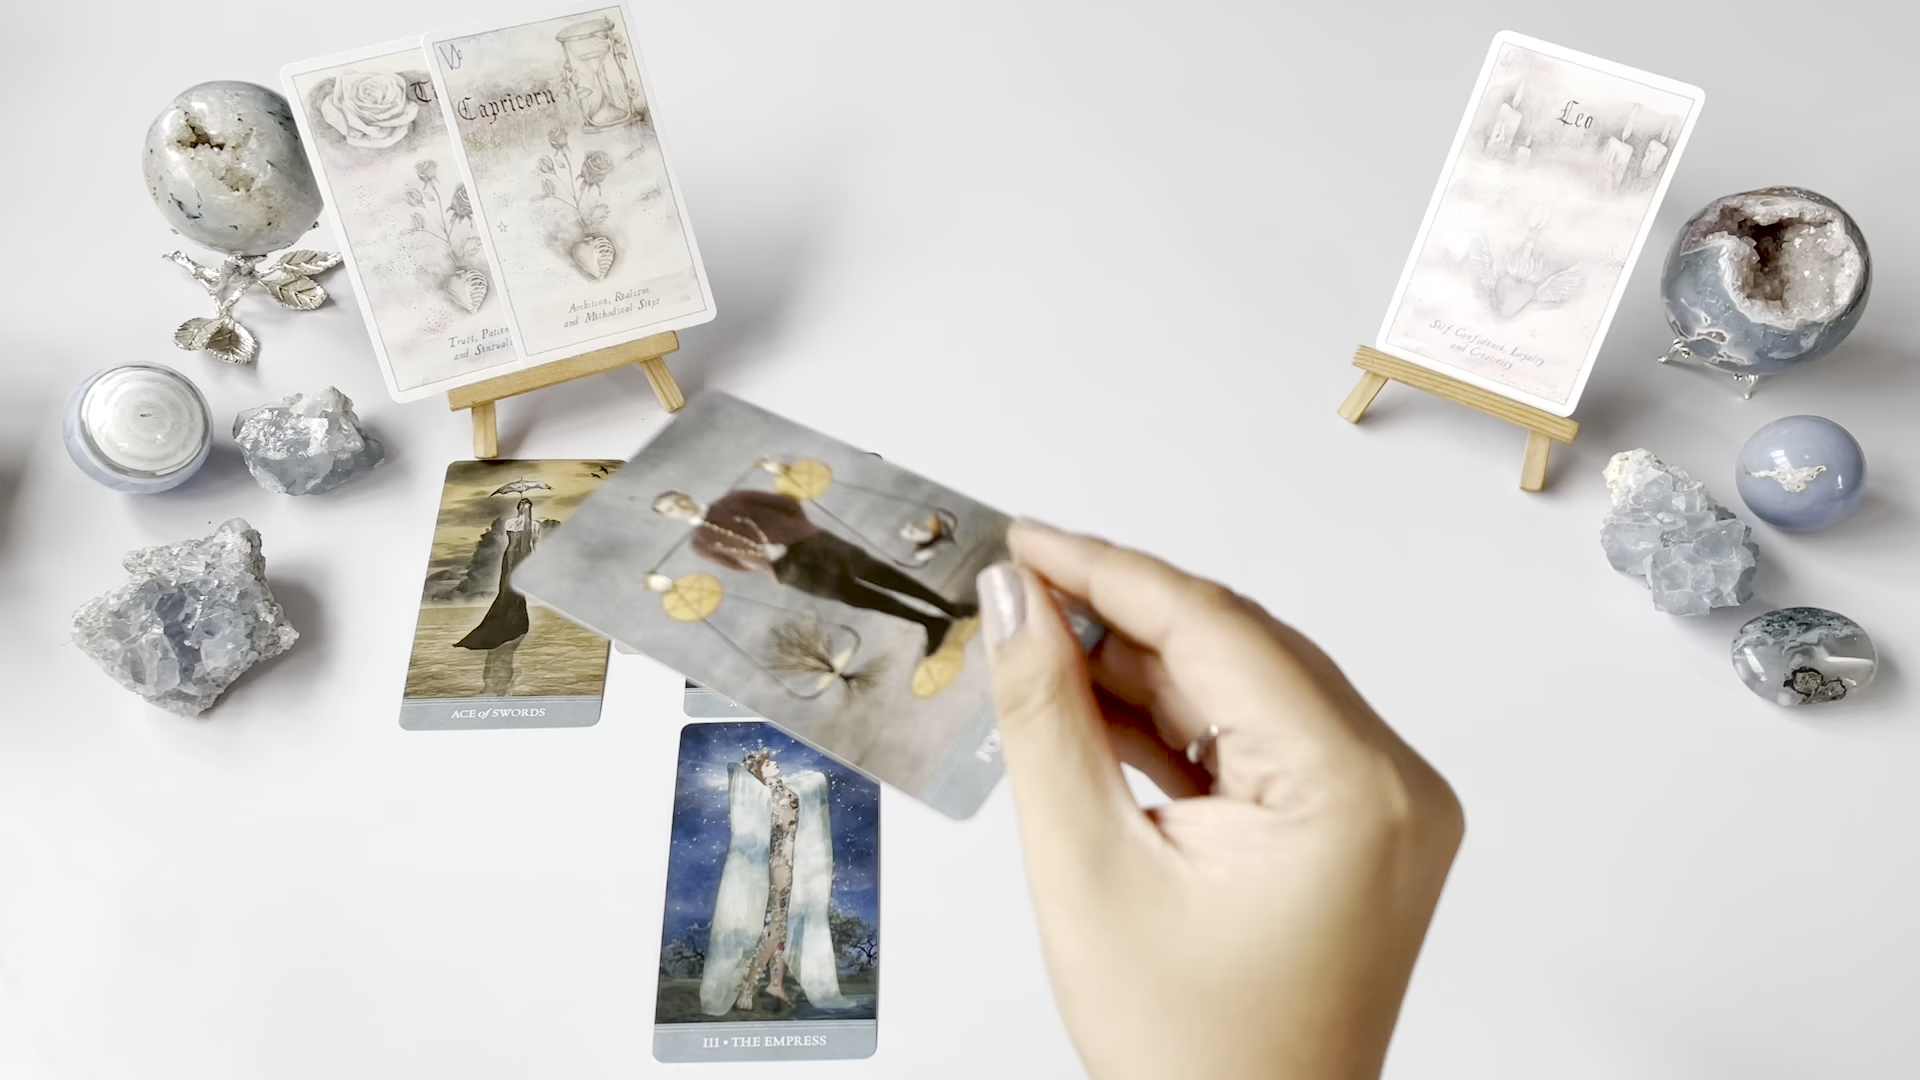 Capricorn
Ambition, Realism
and Methodical Steps
Trust, Patien
and Sensuali
Leo
Self Confidence, Loyalty
and Creativity
ACE of SWORDS
III • THE EMPRESS